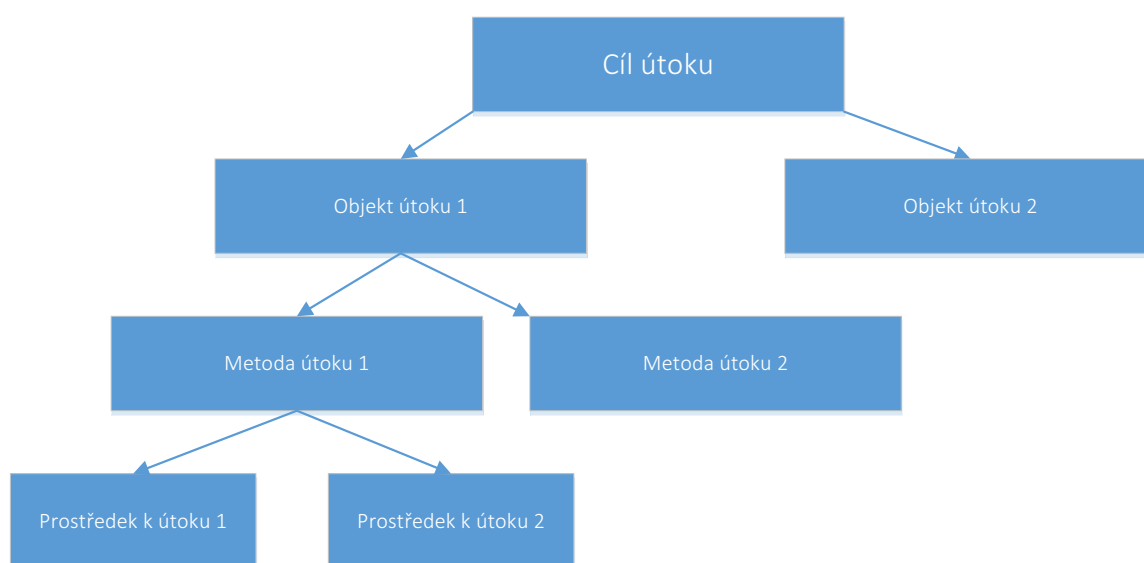 Cíl útoku
Objekt útoku 1
Objekt útoku 2
Metoda útoku 1
Metoda útoku 2
Prostředek k útoku 1
Prostředek k útoku 2